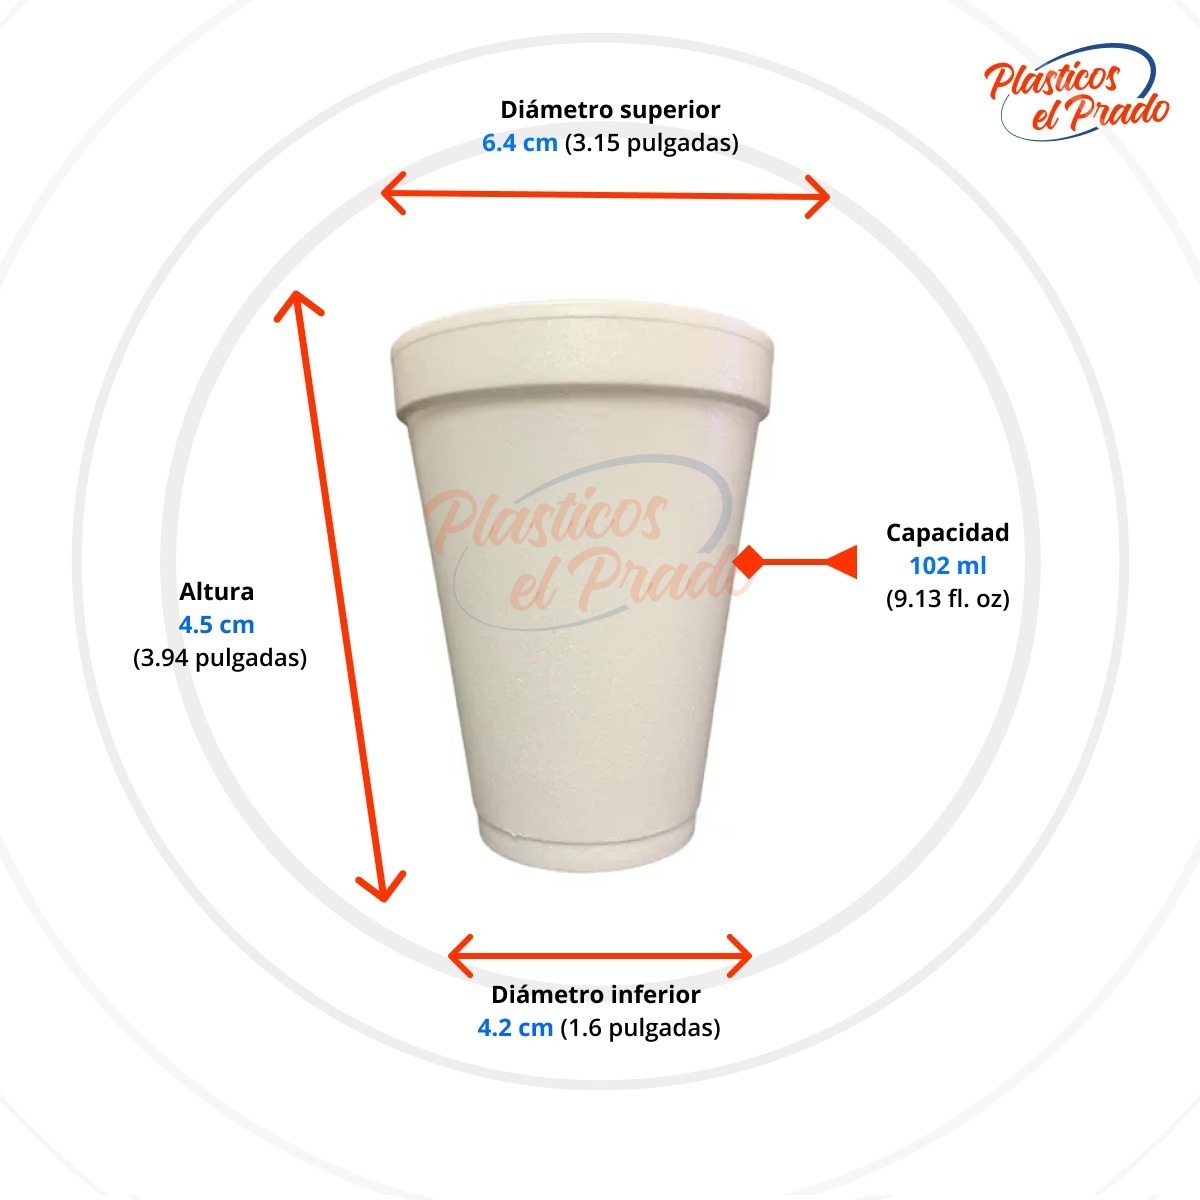 Plasticos
el Prado
Diámetro superior
6.4 cm (3.15 pulgadas)
Plasticos
el Prado
Capacidad
102 ml
(9.13 fl. oz)
Altura
4.5 cm
(3.94 pulgadas)
Diámetro inferior
4.2 cm (1.6 pulgadas)